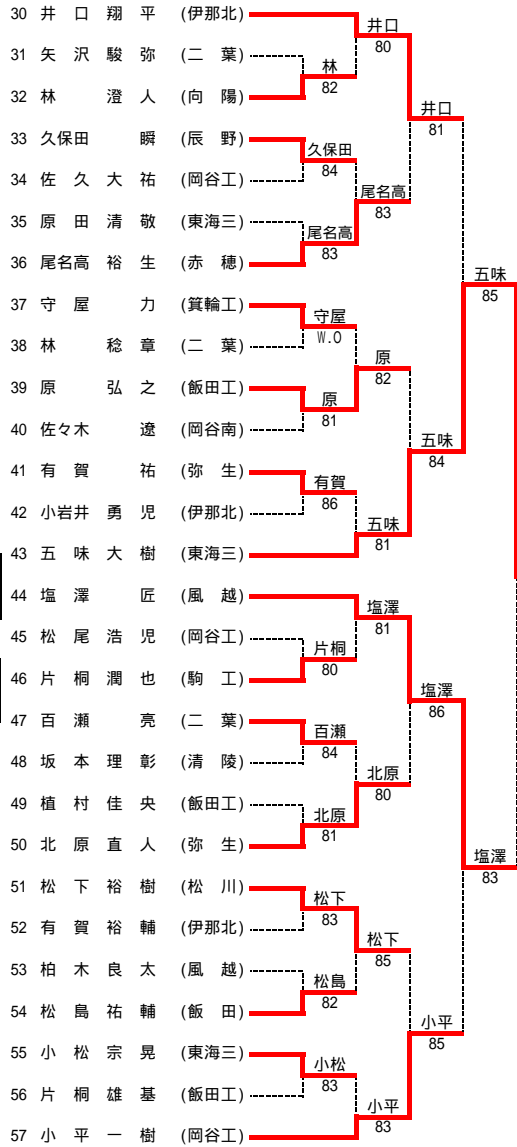 30 井口翔平 (伊那北)
井口
80
31 矢沢駿弥 (二葉)
林
82
32 林澄人 (向陽)
井口
81
33 久保田瞬 (辰野)
久保田
84
34 佐久大祐 (岡谷工)
尾名高
83
35 原田清敬 (東海三)
尾名高
83
36 尾名高裕生 (赤穂)
五味
85
37 守屋力 (箕輪工)
守屋
W.O
38 林稔章 (二葉)
原
82
39 原弘之 (飯田工)
原
81
40 佐々木遼 (岡谷南)
五味
84
41 有賀祐 (弥生)
有賀
86
42 小岩井勇児 (伊那北)
五味
81
43 五味大樹 (東海三)
44 塩澤匠 (風越)
塩澤
81
45 松尾浩児 (岡谷工)
片桐
80
46 片桐潤也 (駒工)
塩澤
86
47 百瀬亮 (二葉)
百瀬
84
48 坂本理彰 (清陵)
北原
80
49 植村佳央 (飯田工)
北原
81
50 北原直人 (弥生)
塩澤
83
51 松下裕樹 (松川)
松下
83
52 有賀裕輔 (伊那北)
松下
85
53 柏木良太 (風越)
松島
82
54 松島祐輔 (飯田)
小平
85
55 小松宗晃 (東海三)
小松
83
56 片桐雄基 (飯田工)
小平
83
57 小平一樹 (岡谷工)